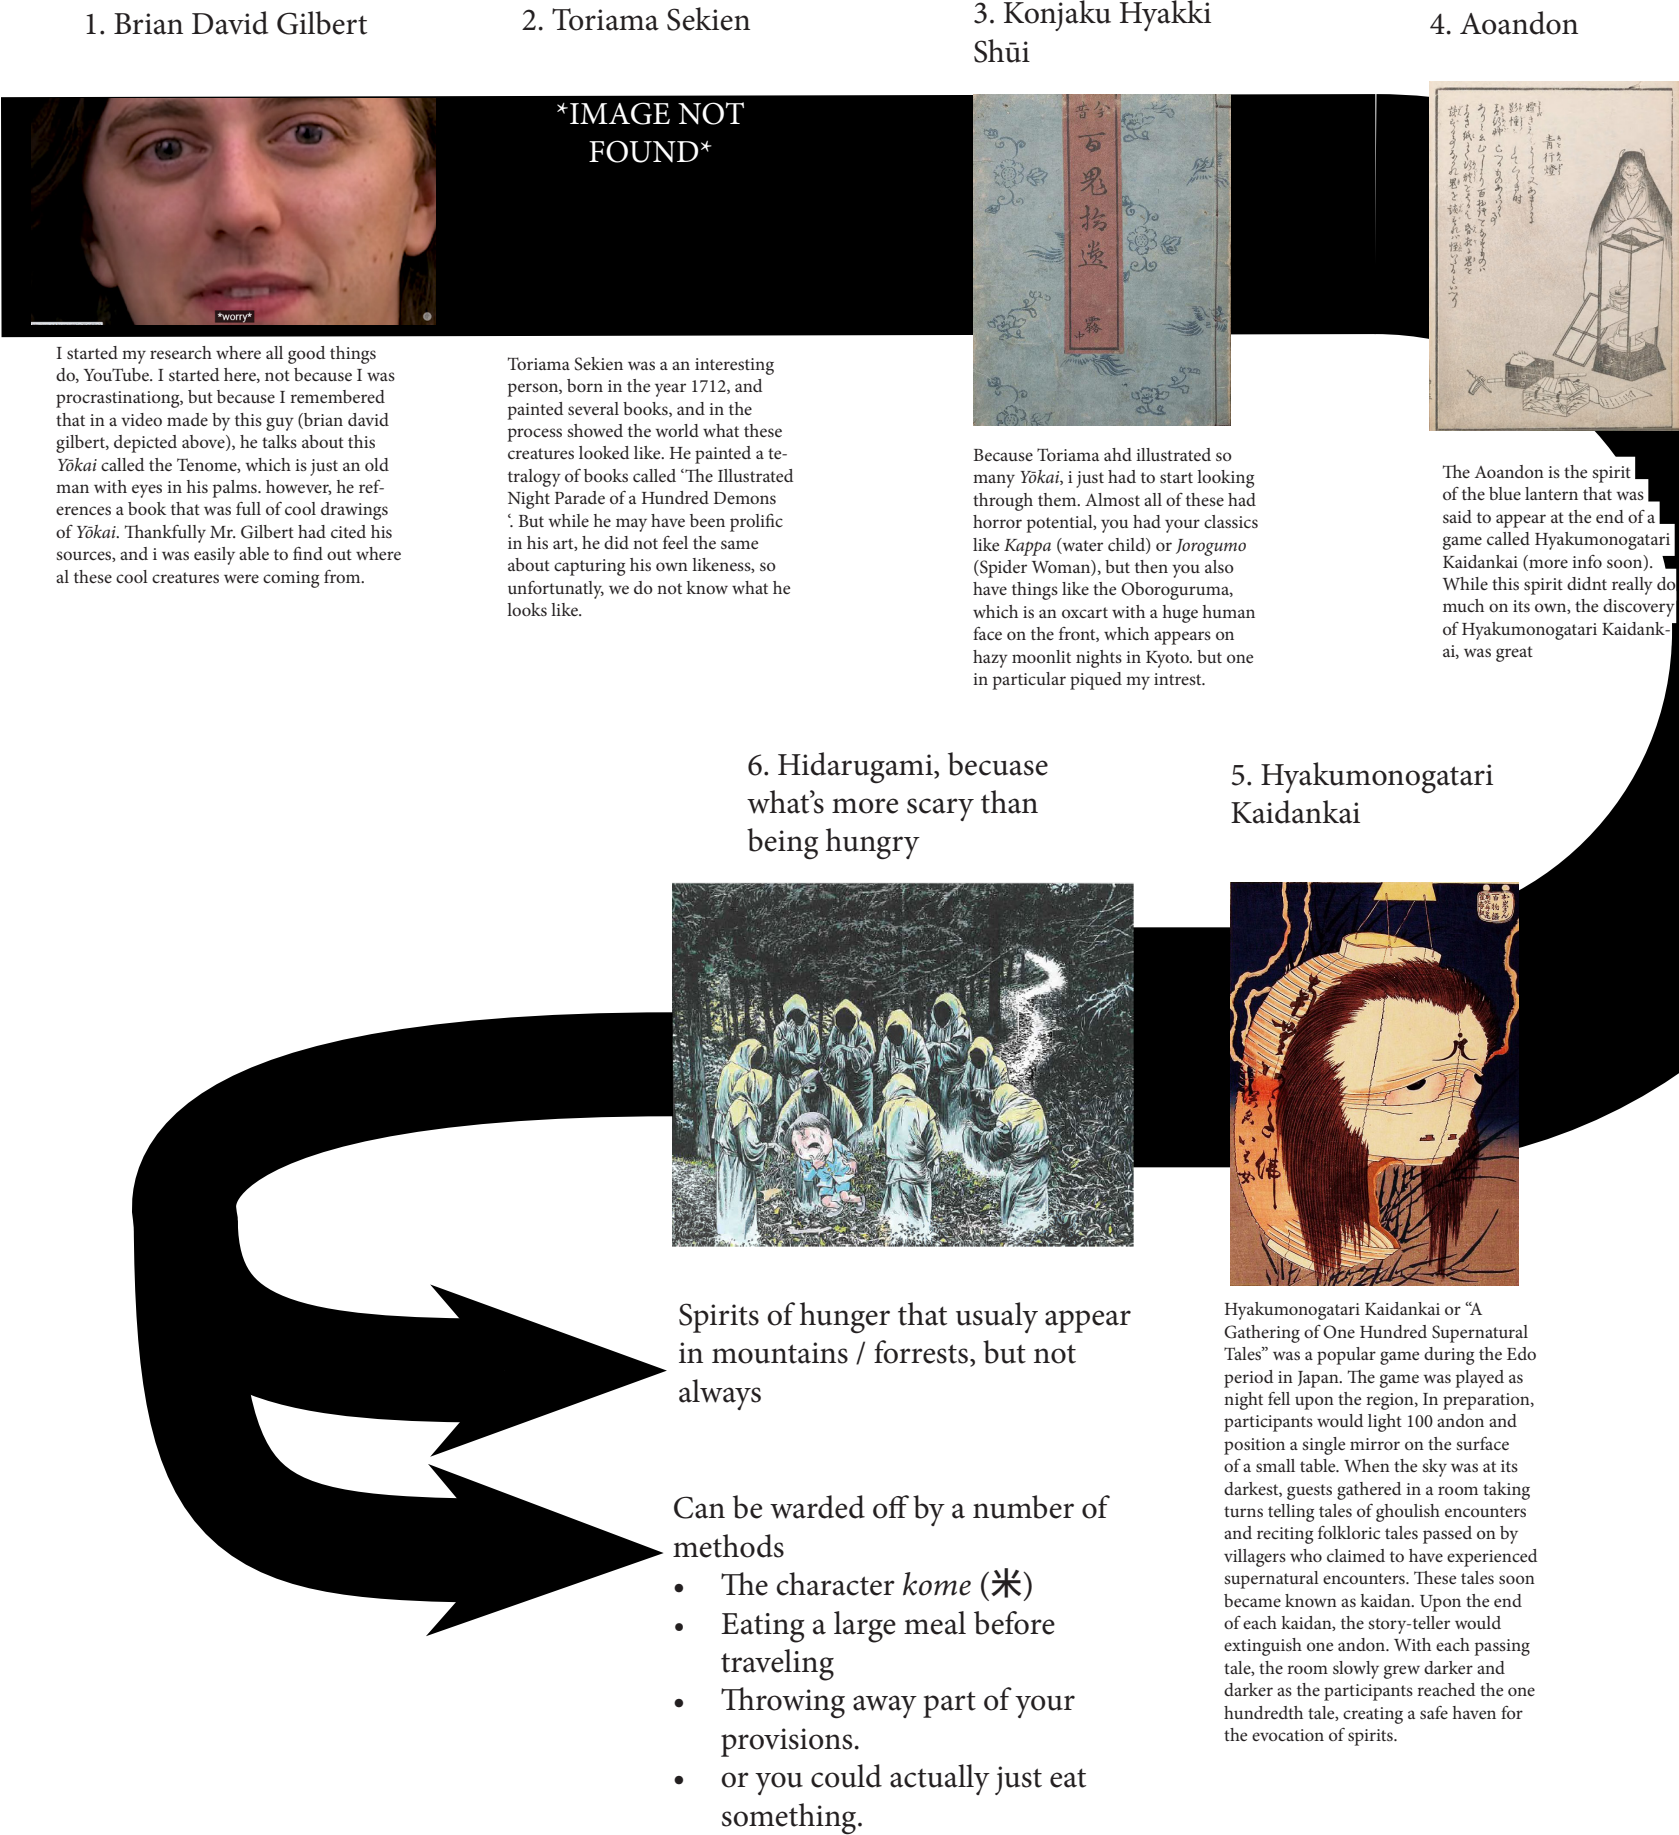 1. Brian David Gilbert
*worry*
I started my research where all good things
do, YouTube. I started here, not because I was
procrastinationg, but because I remembered
that in a video made by this guy (brian david
gilbert, depicted above), he talks about this
Yōkai called the Tenome, which is just an old
man with eyes in his palms. however, he ref-
erences a book that was full of cool drawings
of Yōkai. Thankfully Mr. Gilbert had cited his
sources, and i was easily able to find out where
al these cool creatures were coming from.
2. Toriama Sekien
*IMAGE NOT
FOUND*
Toriama Sekien was a an interesting
person, born in the year 1712, and
painted several books, and in the
process showed the world what these
creatures looked like. He painted a te-
tralogy of books called ‘The Illustrated
Night Parade of a Hundred Demons
‘. But while he may have been prolific
in his art, he did not feel the same
about capturing his own likeness, so
unfortunatly, we do not know what he
looks like.
3. Konjaku Hyakki
Shūi
百鬼拾遺
Because Toriama ahd illustrated so
many Yōkai, i just had to start looking
through them. Almost all of these had
horror potential, you had your classics
like Kappa (water child) or Jorogumo
(Spider Woman), but then you also
have things like the Oboroguruma,
which is an oxcart with a huge human
face on the front, which appears on
hazy moonlit nights in Kyoto. but one
in particular piqued my intrest.
4. Aoandon
青行燈
The Aoandon is the spirit
of the blue lantern that was
said to appear at the end of a
game called Hyakumonogatari
Kaidankai (more info soon).
While this spirit didnt really do
much on its own, the discovery
of Hyakumonogatari Kaidank-
ai, was great
5. Hyakumonogatari
Kaidankai
Hyakumonogatari Kaidankai or “A
Gathering of One Hundred Supernatural
Tales” was a popular game during the Edo
period in Japan. The game was played as
night fell upon the region, In preparation,
participants would light 100 andon and
position a single mirror on the surface
of a small table. When the sky was at its
darkest, guests gathered in a room taking
turns telling tales of ghoulish encounters
and reciting folkloric tales passed on by
villagers who claimed to have experienced
supernatural encounters. These tales soon
became known as kaidan. Upon the end
of each kaidan, the story-teller would
extinguish one andon. With each passing
tale, the room slowly grew darker and
darker as the participants reached the one
hundredth tale, creating a safe haven for
the evocation of spirits.
6. Hidarugami, becuase
what’s more scary than
being hungry
Spirits of hunger that usualy appear
in mountains / forrests, but not
always
Can be warded off by a number of
methods
• The character kome (米)
• Eating a large meal before
traveling
• Throwing away part of your
provisions.
• or you could actually just eat
something.